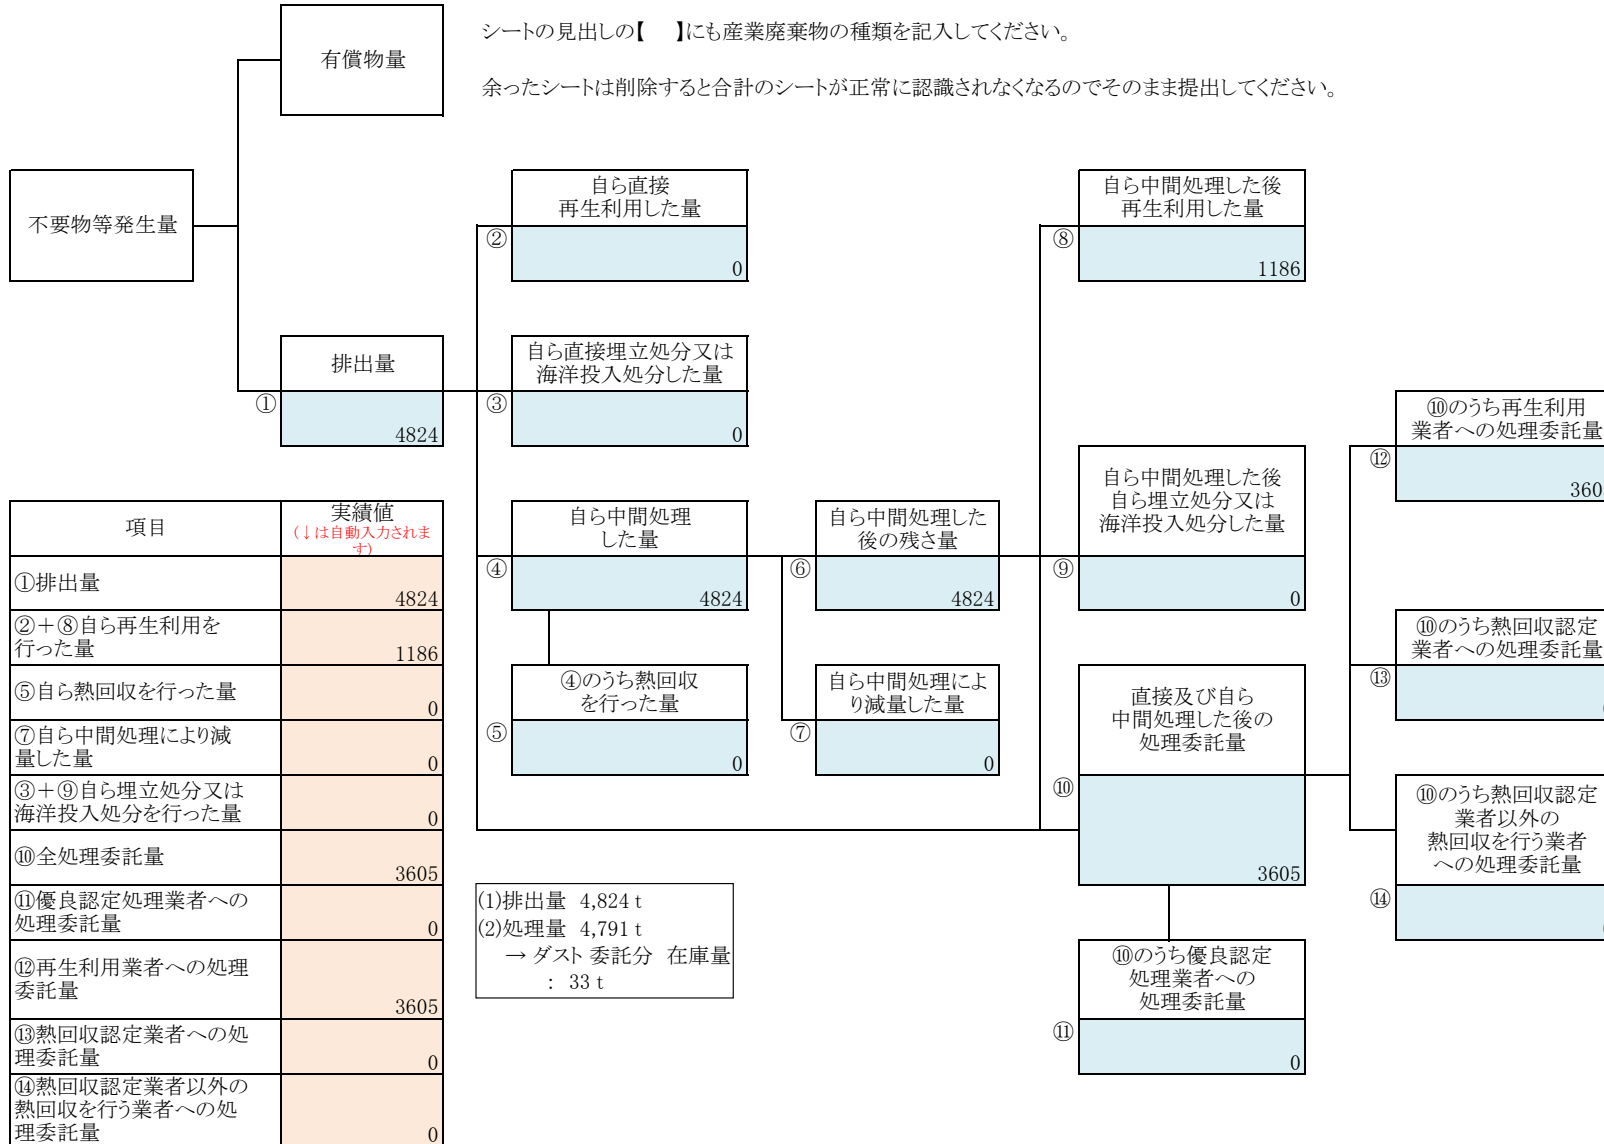 シートの見出しの【　】にも産業廃棄物の種類を記入してください。
余ったシートは削除すると合計のシートが正常に認識されなくなるのでそのまま提出してください。
有償物量
不要物等発生量
排出量
①
4824
自ら直接
再生利用した量
②
0
自ら直接埋立処分又は
海洋投入処分した量
③
0
自ら中間処理
した量
④
4824
④のうち熱回収
を行った量
⑤
0
自ら中間処理した
後の残さ量
⑥
4824
自ら中間処理によ
り減量した量
⑦
0
自ら中間処理した後
再生利用した量
⑧
1186
自ら中間処理した後
自ら埋立処分又は
海洋投入処分した量
⑨
0
直接及び自ら
中間処理した後の
処理委託量
⑩
3605
⑩のうち優良認定
処理業者への
処理委託量
⑪
0
⑩のうち再生利用
業者への処理委託量
⑫
360
⑩のうち熱回収認定
業者への処理委託量
⑬
⑩のうち熱回収認定
業者以外の
熱回収を行う業者
への処理委託量
⑭
項目
実績値
(↓は自動入力されま
す)
①排出量
4824
②＋⑧自ら再生利用を
行った量
1186
⑤自ら熱回収を行った量
0
⑦自ら中間処理により減
量した量
0
③＋⑨自ら埋立処分又は
海洋投入処分を行った量
0
⑩全処理委託量
3605
⑪優良認定処理業者への
処理委託量
0
⑫再生利用業者への処理
委託量
3605
⑬熱回収認定業者への処
理委託量
0
⑭熱回収認定業者以外の
熱回収を行う業者への処
理委託量
0
(1)排出量 4,824 t
(2)処理量 4,791 t
→ ダスト 委託分 在庫量
： 33 t